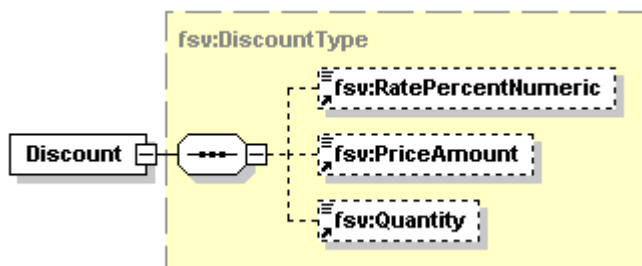 fsv:DiscountType
fsv:RatePercentNumeric
Discount
fsv:PriceAmount
fsv:Quantity